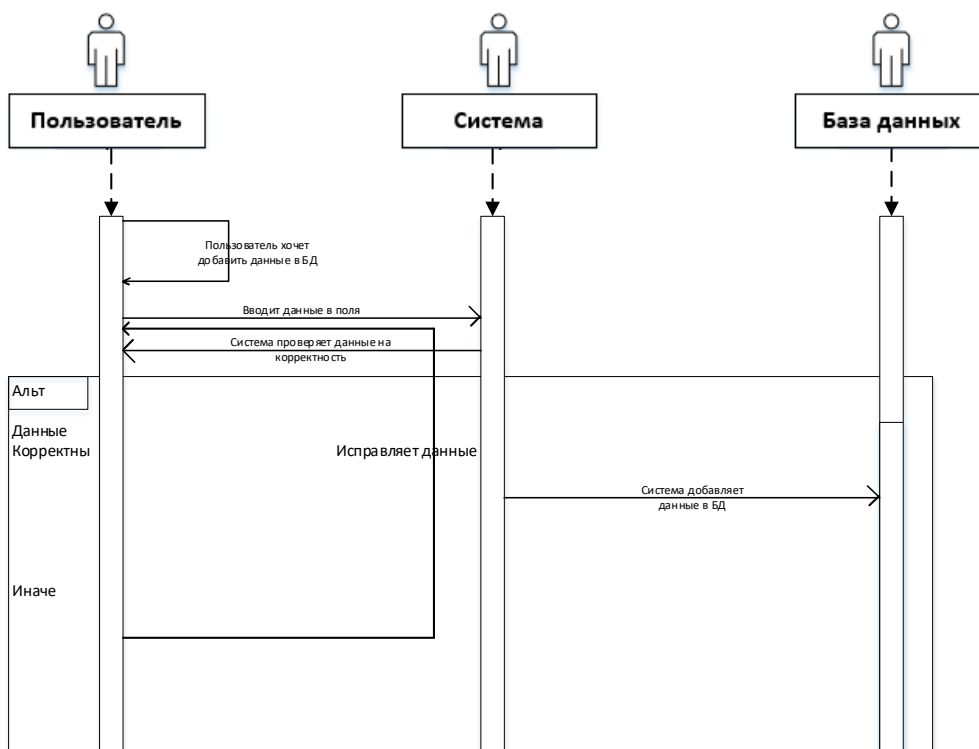 Пользователь
Система
База данных
Пользователь хочет
добавить данные в БД
Вводит данные в поля
Система проверяет данные на
корректность
Альт
Данные
Корректны
Исправляет данные
Система добавляет
данные в БД
Иначе